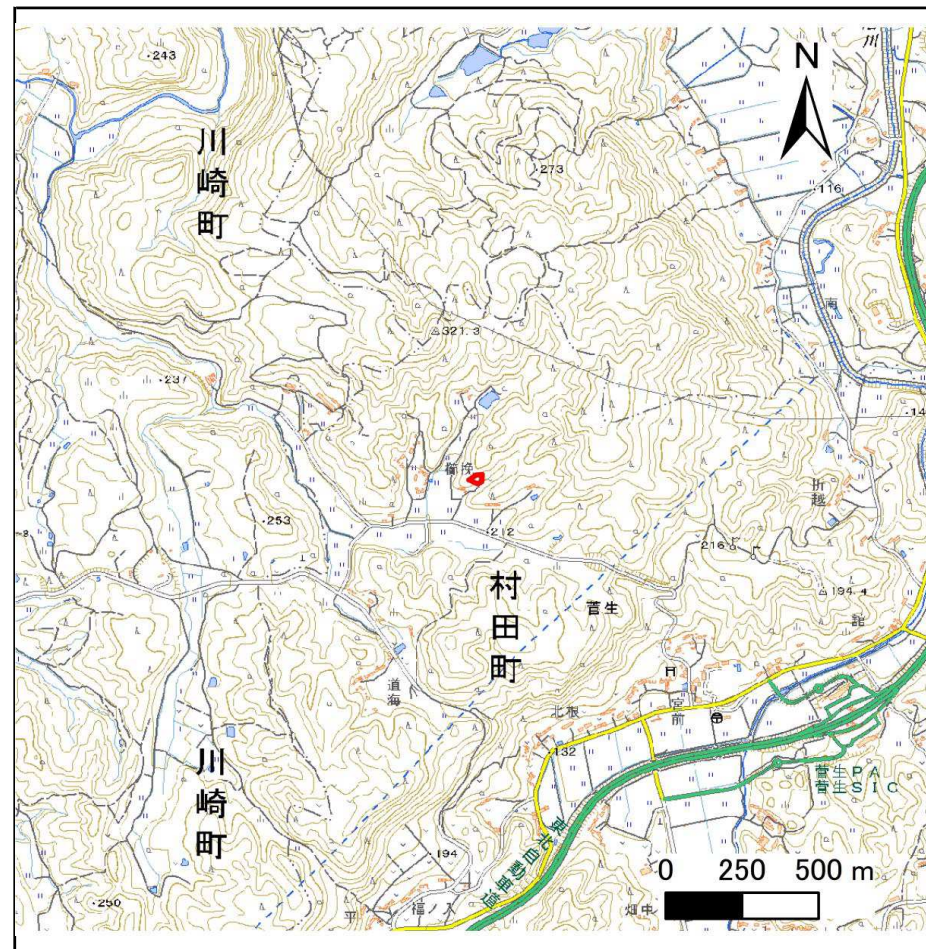 ・243
川崎町
N
・273
・116
南
△321.3
・237
櫛挽
折越
・253
・212
216
△194.4
村田町
菅生
道海
北根
宮前
・132
菅生PA
菅生SIC
川崎町
東北自動車道
・194
・250
平
福ノ入
畑中
0 250 500 m